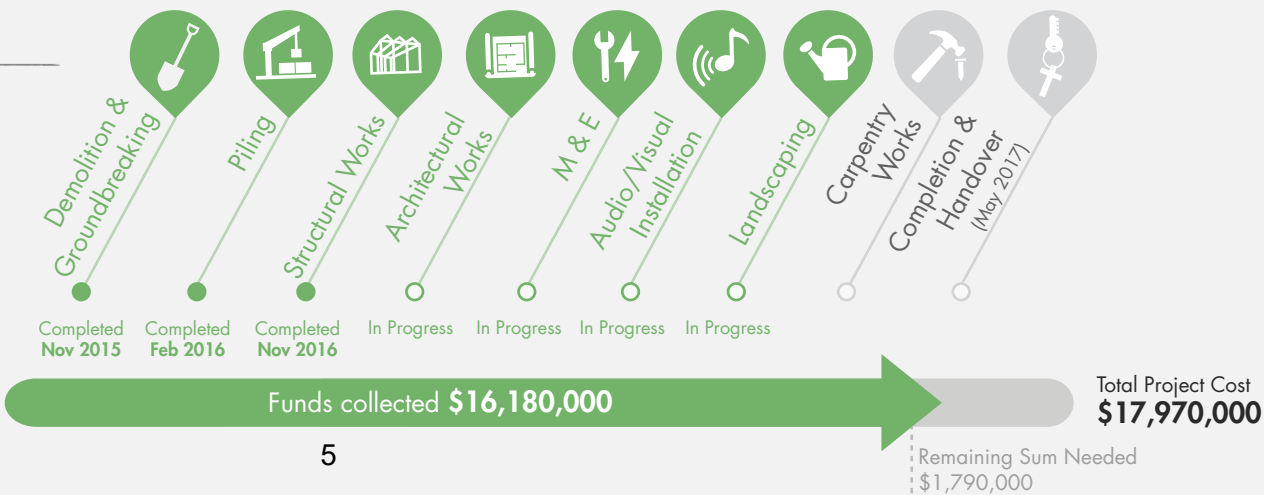 Demolition &
Groundbreaking
Piling
Structural Works
Architectural
Works
M & E
Audio/Visual
Installation
Landscaping
Carpentry
Works
Completion &
Handover
(May 2017)
Completed
Nov 2015
Completed
Feb 2016
Completed
Nov 2016
In Progress
In Progress
In Progress
In Progress
Funds collected $16,180,000
Total Project Cost
$17,970,000
Remaining Sum Needed
$1,790,000
5